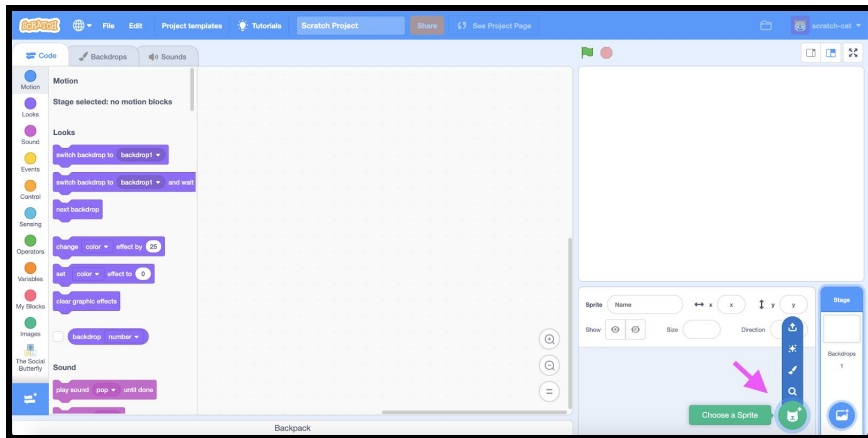 SCRATCH File Edit Project templates Tutorials Scratch Project Share See Project Page scratch-cat
Code Backdrops Sounds
Motion
Looks
Sound
Events
Control
Sensing
Operators
Variables
My Blocks
Images
The Social
Butterfly
Motion
Stage selected: no motion blocks
Looks
switch backdrop to backdrop1
switch backdrop to backdrop1 and wait
next backdrop
change color effect by 25
set color effect to 0
clear graphic effects
backdrop number
Sound
play sound pop until done
Backpack
Sprite Name x x y y
Show Size Direction
Choose a Sprite
Stage
Backdrops
1